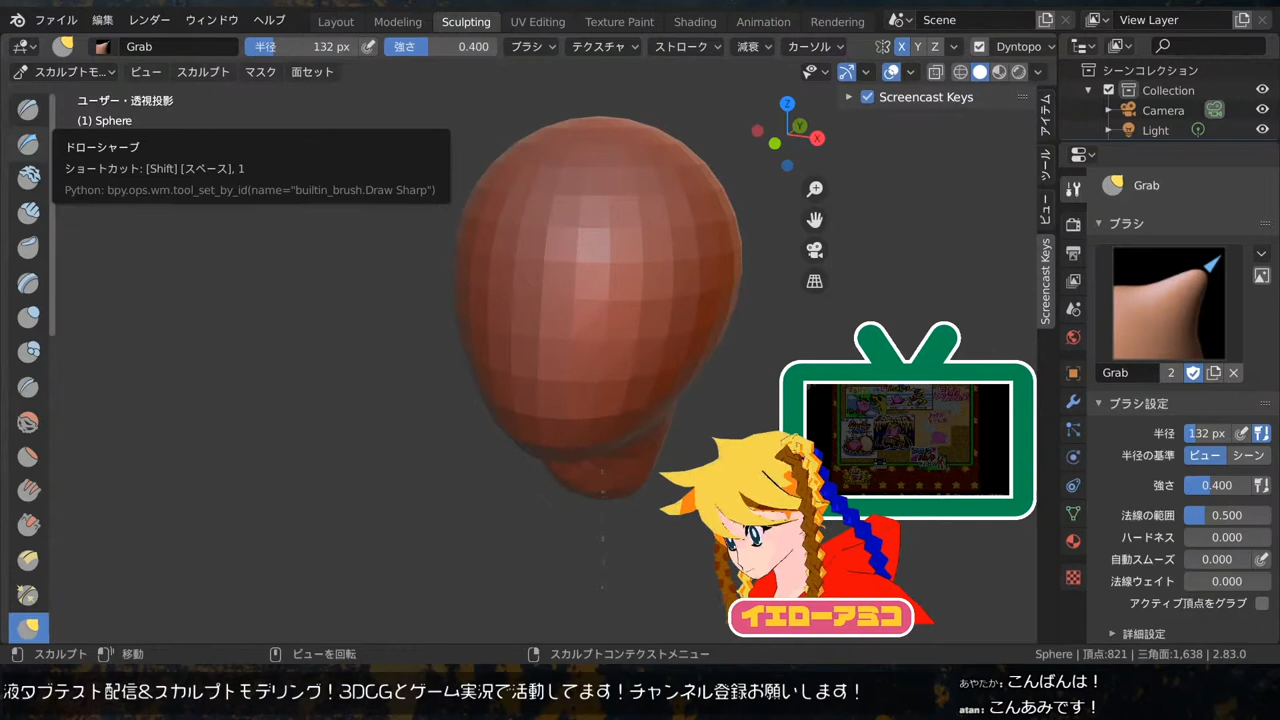 ファイル 編集 レンダー ウィンドウ ヘルプ Layout Modeling Sculpting UV Editing Texture Paint Shading Animation Rendering Scene View Layer
Grab 半径 132 px 強さ 0.400 ブラシ テクスチャ ストローク 減衰 カーソル X Y Z Dyntopo
スカルプトモ... ビュー スカルプト マスク 面セット
シーンコレクション
Collection
Camera
Light
ユーザー・透視投影
(1) Sphere
Screencast Keys
ドローシャープ
ショートカット: [Shift] [スペース], 1
Python: bpy.ops.wm.tool_set_by_id(name="builtin_brush.Draw Sharp")
Z
Y
X
アイテム
ツール
ビュー
Screencast Keys
Grab
ブラシ
Grab 2
ブラシ設定
半径 132 px
半径の基準 ビュー シーン
強さ 0.400
法線の範囲 0.500
ハードネス 0.000
自動スムーズ 0.000
法線ウェイト 0.000
アクティブ頂点をグラブ
詳細設定
イエローアミコ
スカルプト 移動 ビューを回転 スカルプトコンテクストメニュー Sphere | 頂点:821 | 三角面:1,638 | 2.83.0
液タブテスト配信&スカルプトモデリング!3DCGとゲーム実況で活動してます!チャンネル登録お願いします!
あやたか: こんばんは!
atan: こんあみです!